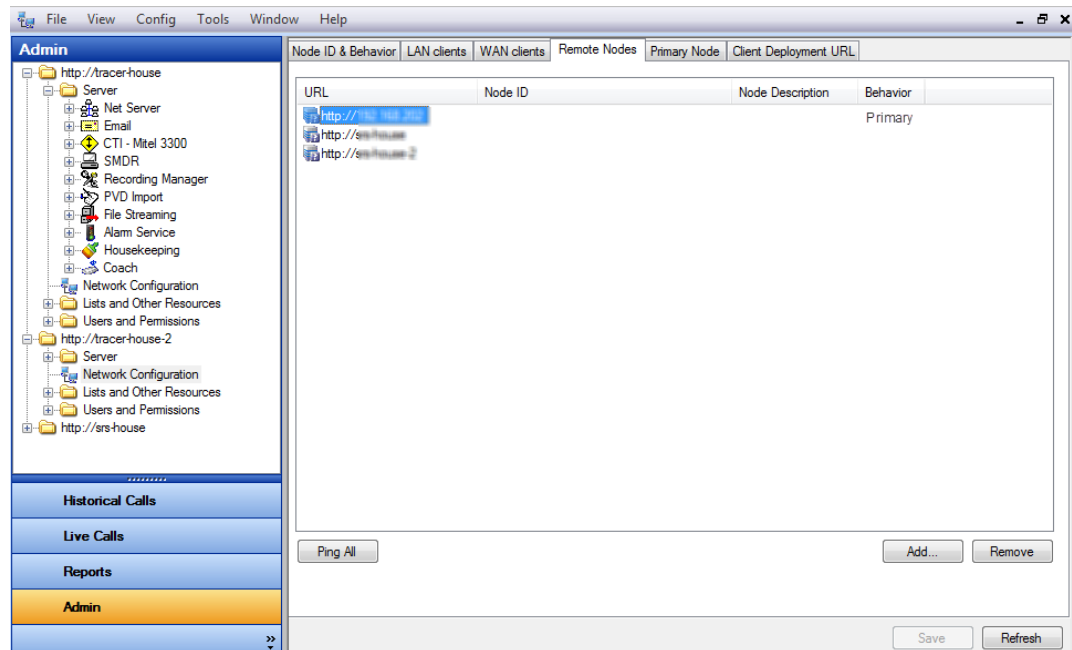 File View Config Tools Window Help
Admin
Node ID & Behavior LAN clients WAN clients Remote Nodes Primary Node Client Deployment URL
http://tracer-house
Server
Net Server
Email
CTI - Mitel 3300
SMDR
Recording Manager
PVD Import
File Streaming
Alarm Service
Housekeeping
Coach
Network Configuration
Lists and Other Resources
Users and Permissions
http://tracer-house-2
Server
Network Configuration
Lists and Other Resources
Users and Permissions
http://srs-house
Historical Calls
Live Calls
Reports
Admin
URL Node ID Node Description Behavior
http:// Primary
http://
http://
Ping All Add... Remove
Save Refresh